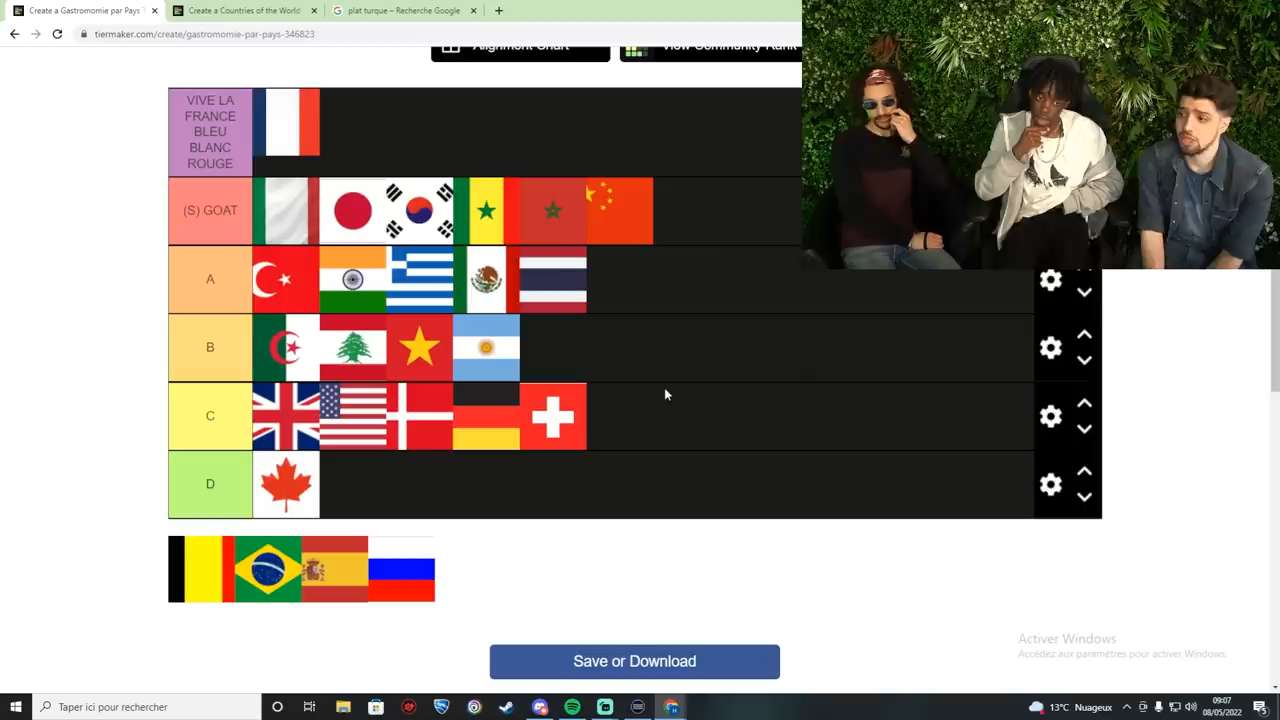 Create a Gastromomie par Pays T
Create a Countries of the World
plat turque – Recherche Google
tiermaker.com/create/gastromomie-par-pays-346823
Alignment Chart
View Community Rank
VIVE LA
FRANCE
BLEU
BLANC
ROUGE
(S) GOAT
A
B
C
D
Save or Download
Activer Windows
Accédez aux paramètres pour activer Windows.
Taper ici pour rechercher
13°C Nuageux
09:07
08/05/2022
5